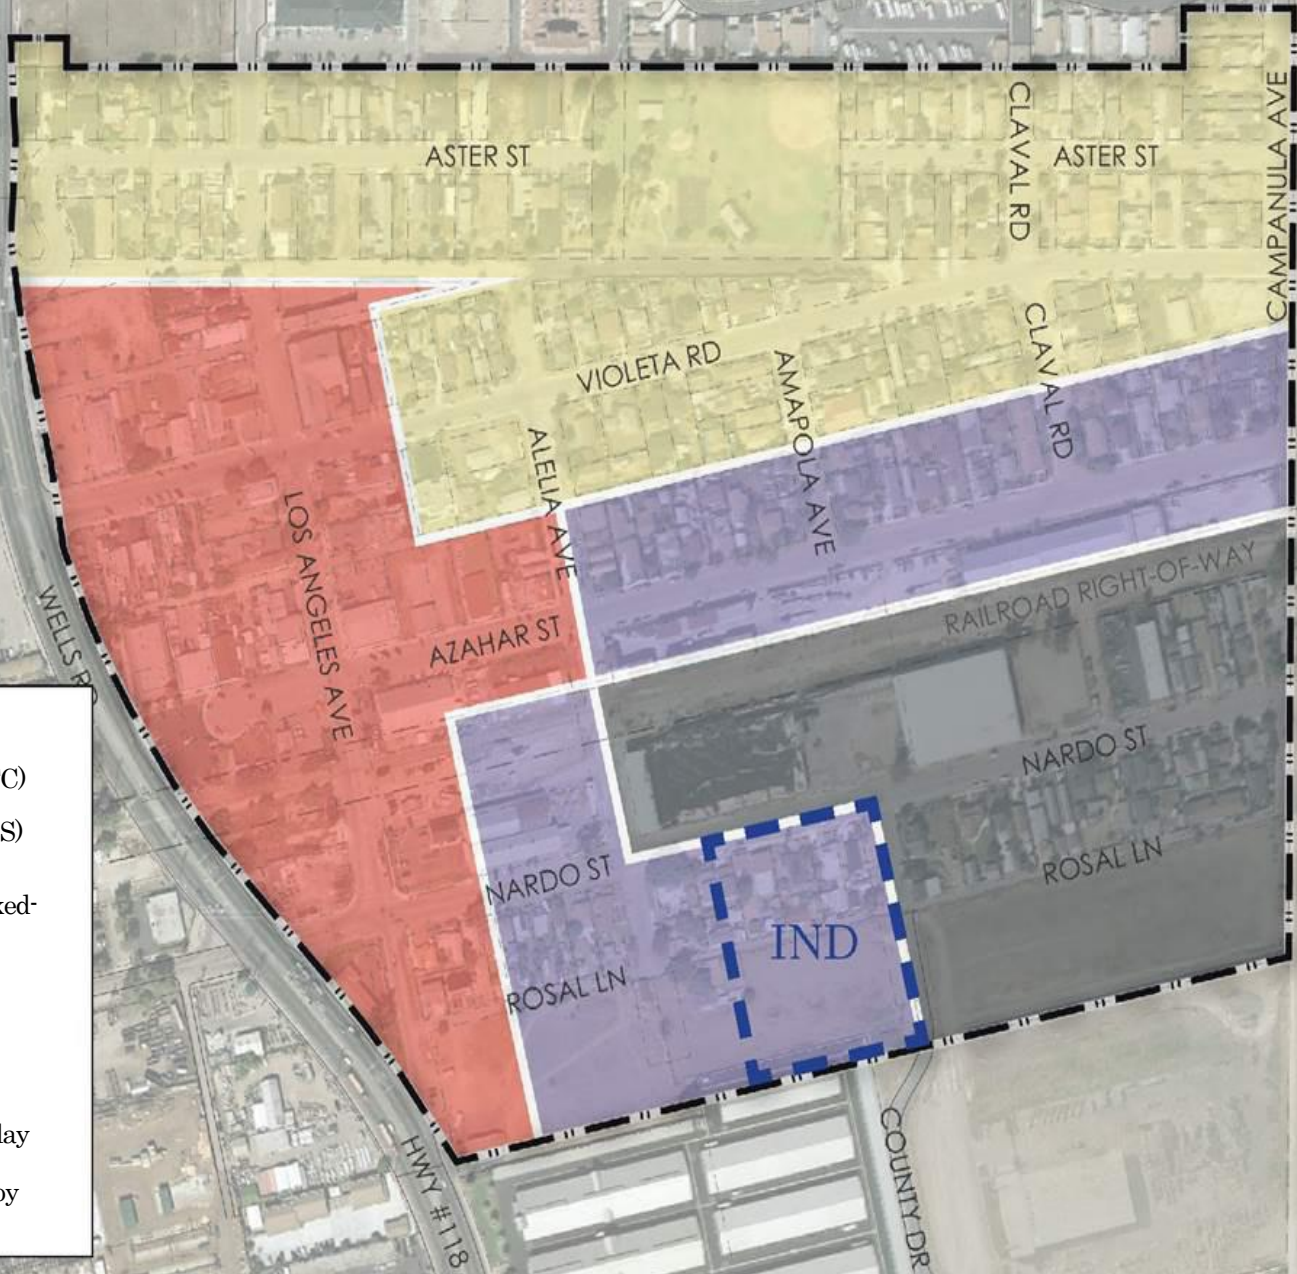 CLAVAL RD
CAMPANULA AVE
ASTER ST
ASTER ST
CLAVAL RD
VIOLETA RD
AMAPOLA AVE
ALELIA AVE
LOS ANGELES AVE
RAILROAD RIGHT-OF-WAY
WELLS R
AZAHAR ST
NARDO ST
C)
S)
NARDO ST
ROSAL LN
xed-
IND
ROSAL LN
lay
COUNTY DR
HWY #118